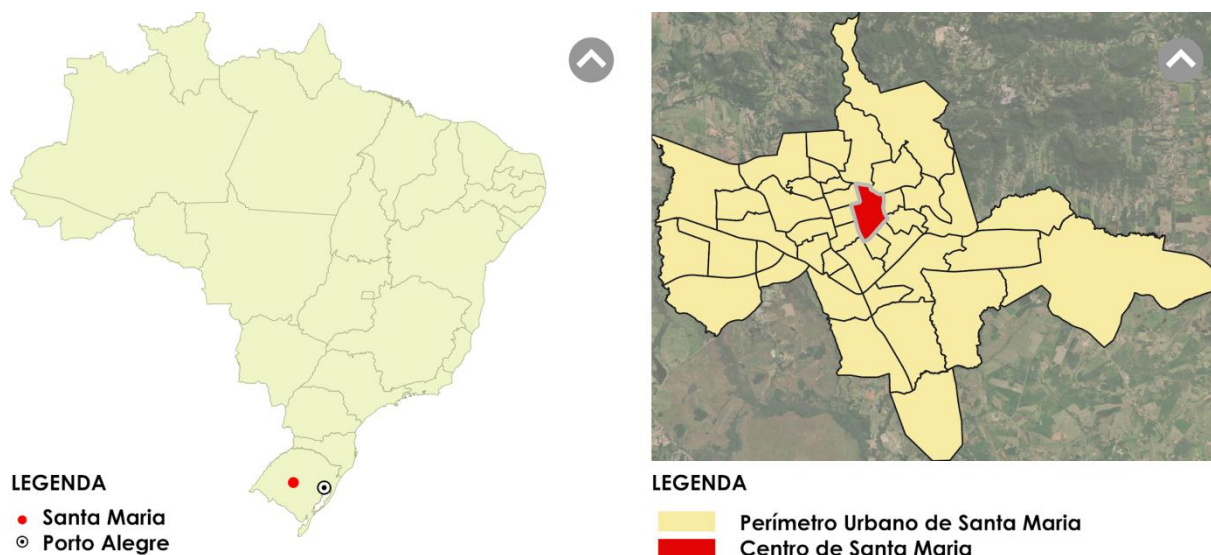 LEGENDA
Santa Maria
Porto Alegre
LEGENDA
Perímetro Urbano de Santa Maria
Centro de Santa Maria